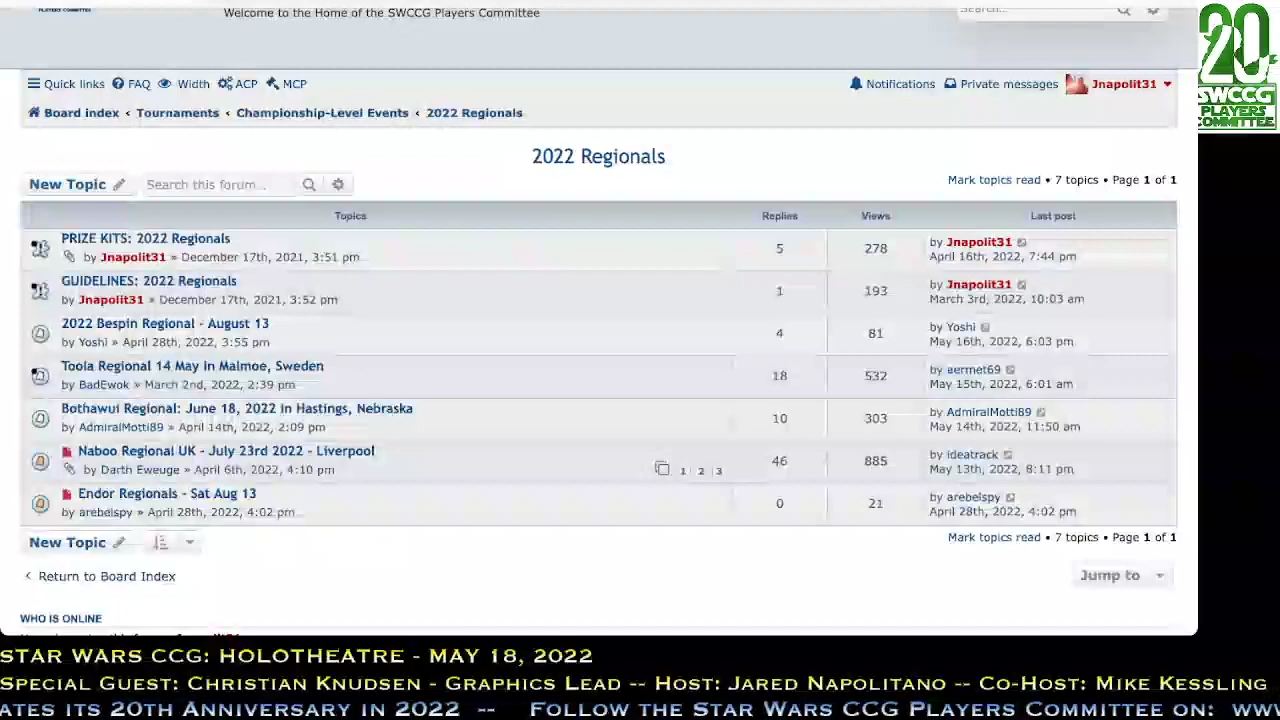 Welcome to the Home of the SWCCG Players Committee
Search...
20
SWCCG
PLAYERS
COMMITTEE
Quick links FAQ Width ACP MCP
Notifications Private messages Jnapolit31
Board index ‹ Tournaments ‹ Championship-Level Events ‹ 2022 Regionals
2022 Regionals
New Topic Search this forum...
Mark topics read • 7 topics • Page 1 of 1
Topics Replies Views Last post
PRIZE KITS: 2022 Regionals
by Jnapolit31 » December 17th, 2021, 3:51 pm
5 278
by Jnapolit31
April 16th, 2022, 7:44 pm
GUIDELINES: 2022 Regionals
by Jnapolit31 » December 17th, 2021, 3:52 pm
1 193
by Jnapolit31
March 3rd, 2022, 10:03 am
2022 Bespin Regional - August 13
by Yoshi » April 28th, 2022, 3:55 pm
4 81
by Yoshi
May 16th, 2022, 6:03 pm
Toola Regional 14 May in Malmoe, Sweden
by BadEwok » March 2nd, 2022, 2:39 pm
18 532
by aermet69
May 15th, 2022, 6:01 am
Bothawui Regional: June 18, 2022 in Hastings, Nebraska
by AdmiralMotti89 » April 14th, 2022, 2:09 pm
10 303
by AdmiralMotti89
May 14th, 2022, 11:50 am
Naboo Regional UK - July 23rd 2022 - Liverpool
by Darth Eweuge » April 6th, 2022, 4:10 pm
1 2 3
46 885
by ideatrack
May 13th, 2022, 8:11 pm
Endor Regionals - Sat Aug 13
by arebelspy » April 28th, 2022, 4:02 pm
0 21
by arebelspy
April 28th, 2022, 4:02 pm
New Topic
Mark topics read • 7 topics • Page 1 of 1
‹ Return to Board Index
Jump to
WHO IS ONLINE
STAR WARS CCG: HOLOTHEATRE - MAY 18, 2022
SPECIAL GUEST: CHRISTIAN KNUDSEN - GRAPHICS LEAD -- HOST: JARED NAPOLITANO -- CO-HOST: MIKE KESSLING
ATES ITS 20TH ANNIVERSARY IN 2022 -- FOLLOW THE STAR WARS CCG PLAYERS COMMITTEE ON: WWW